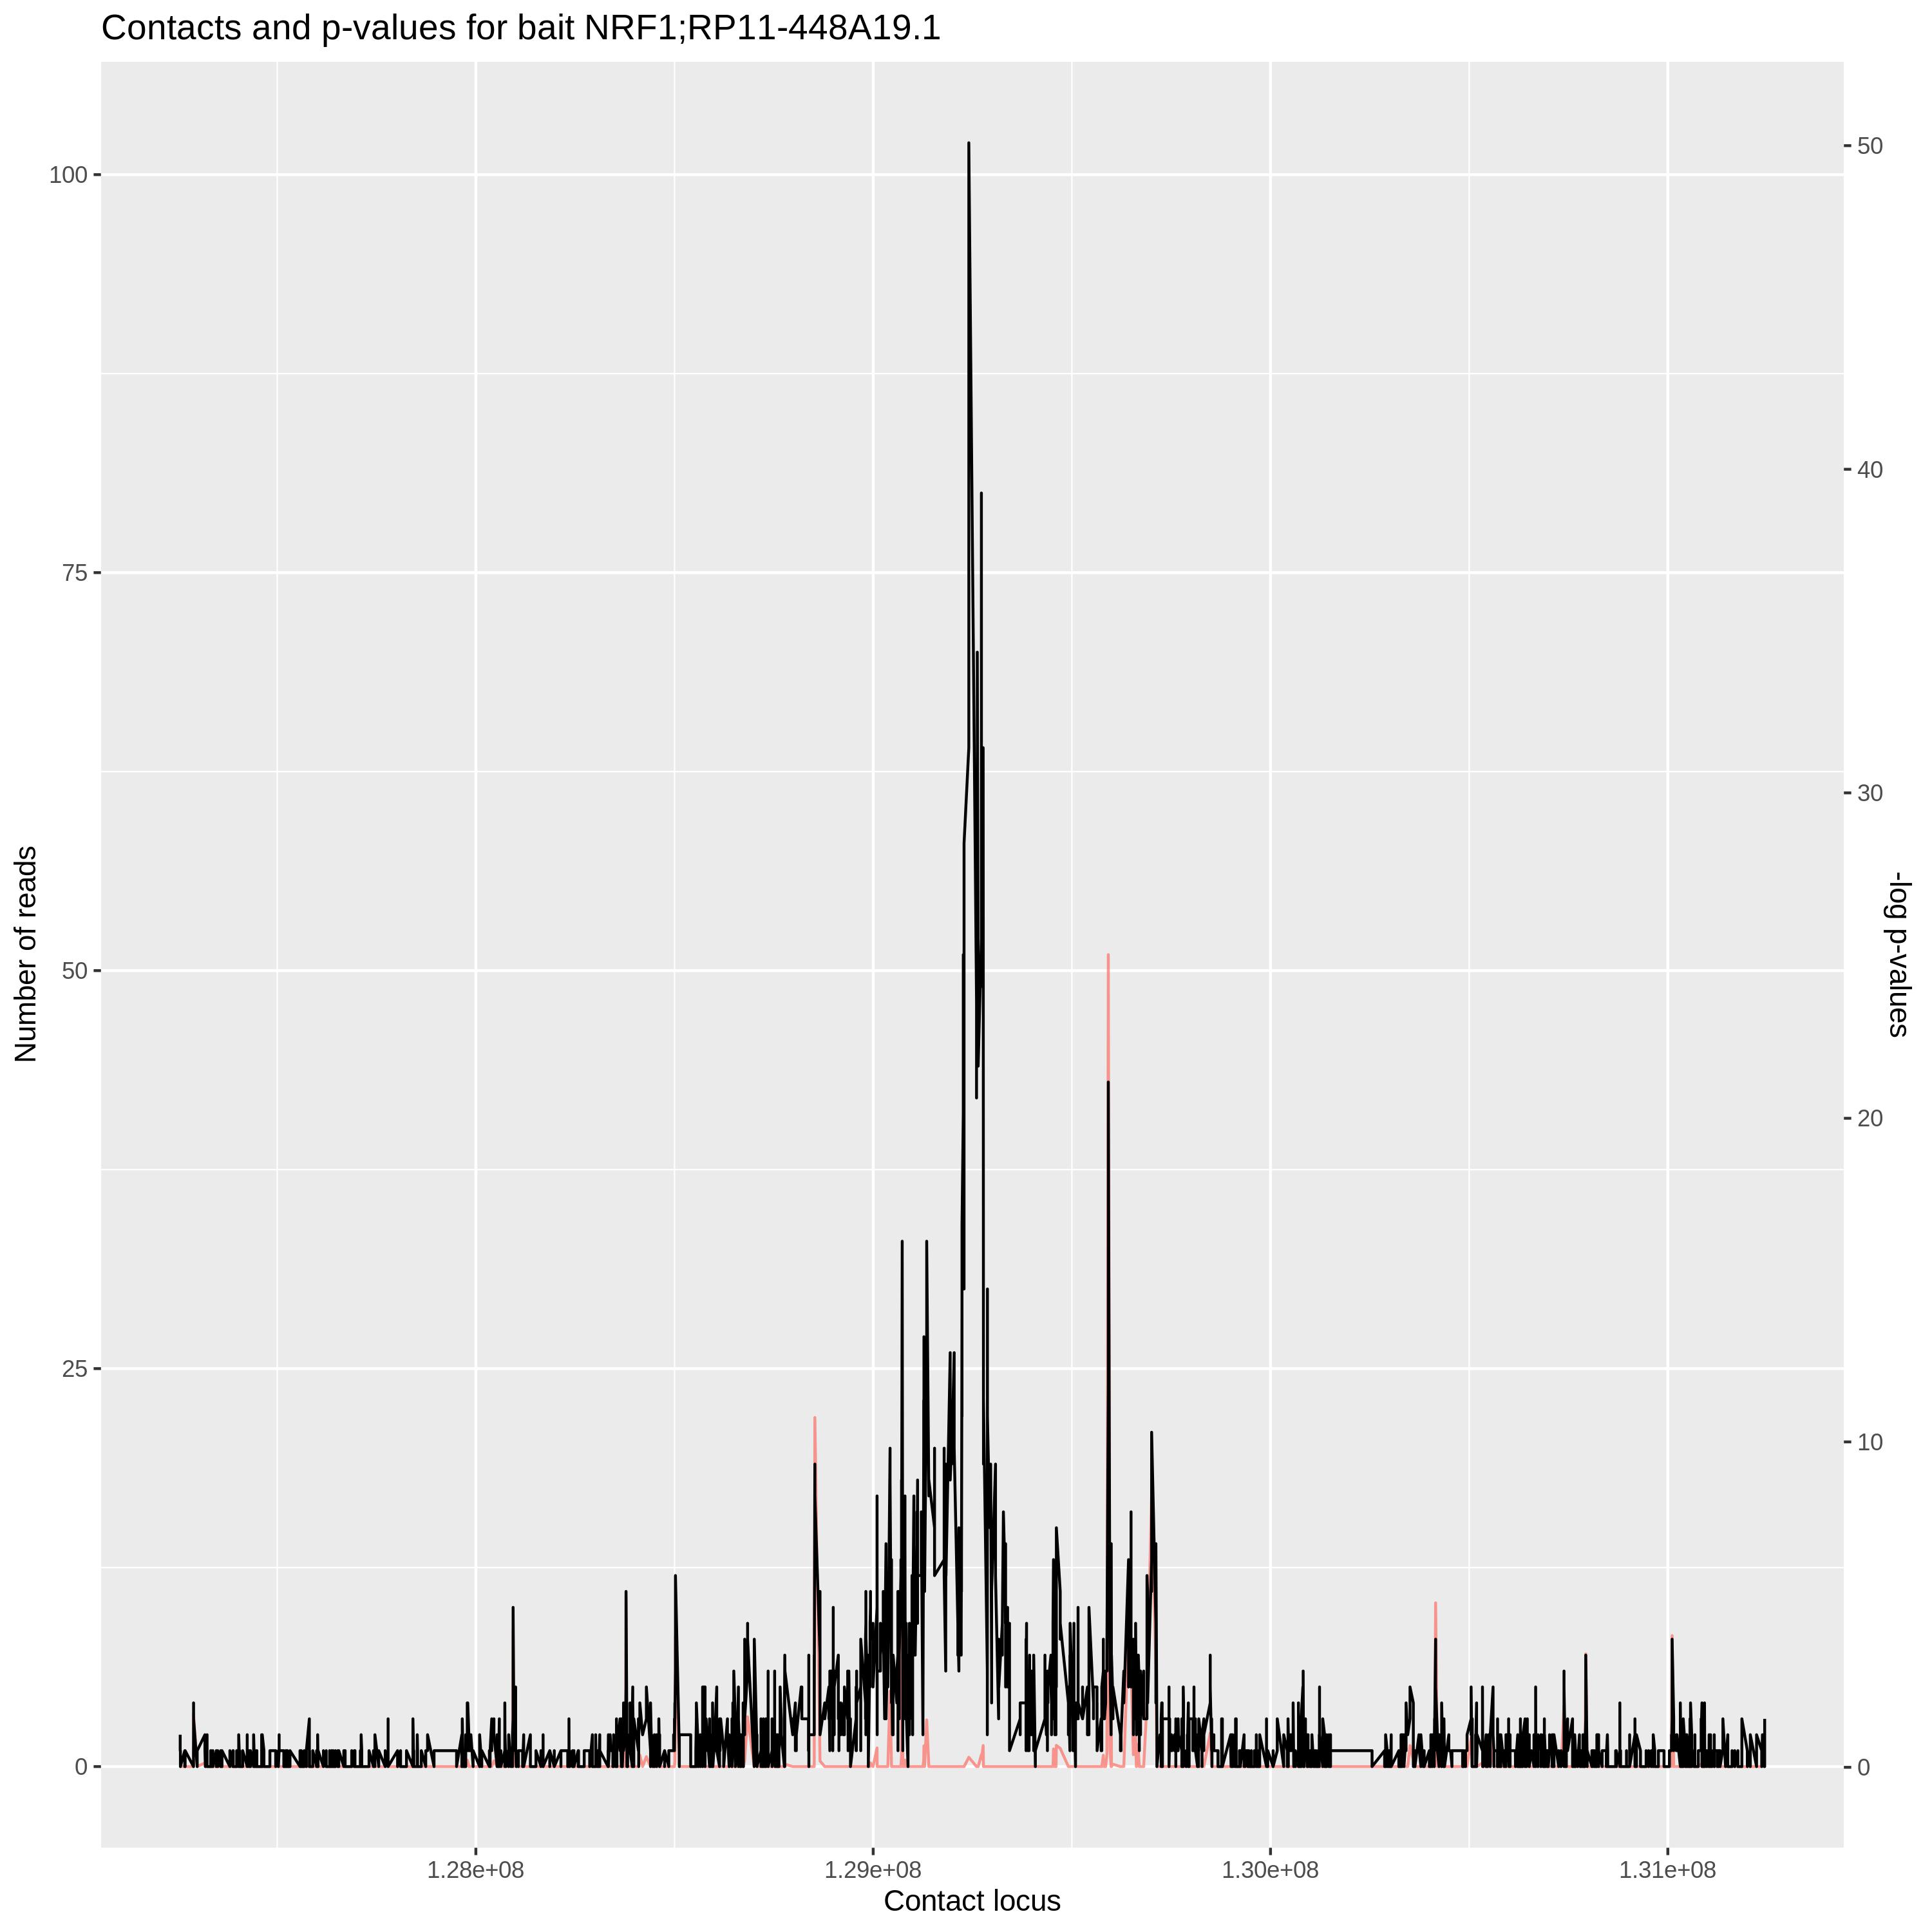 Contacts and p-values for bait NRF1;RP11-448A19.1
100
75
50
25
0
Number of reads
50
40
30
20
10
0
-log p-values
1.28e+08
1.29e+08
1.30e+08
1.31e+08
Contact locus